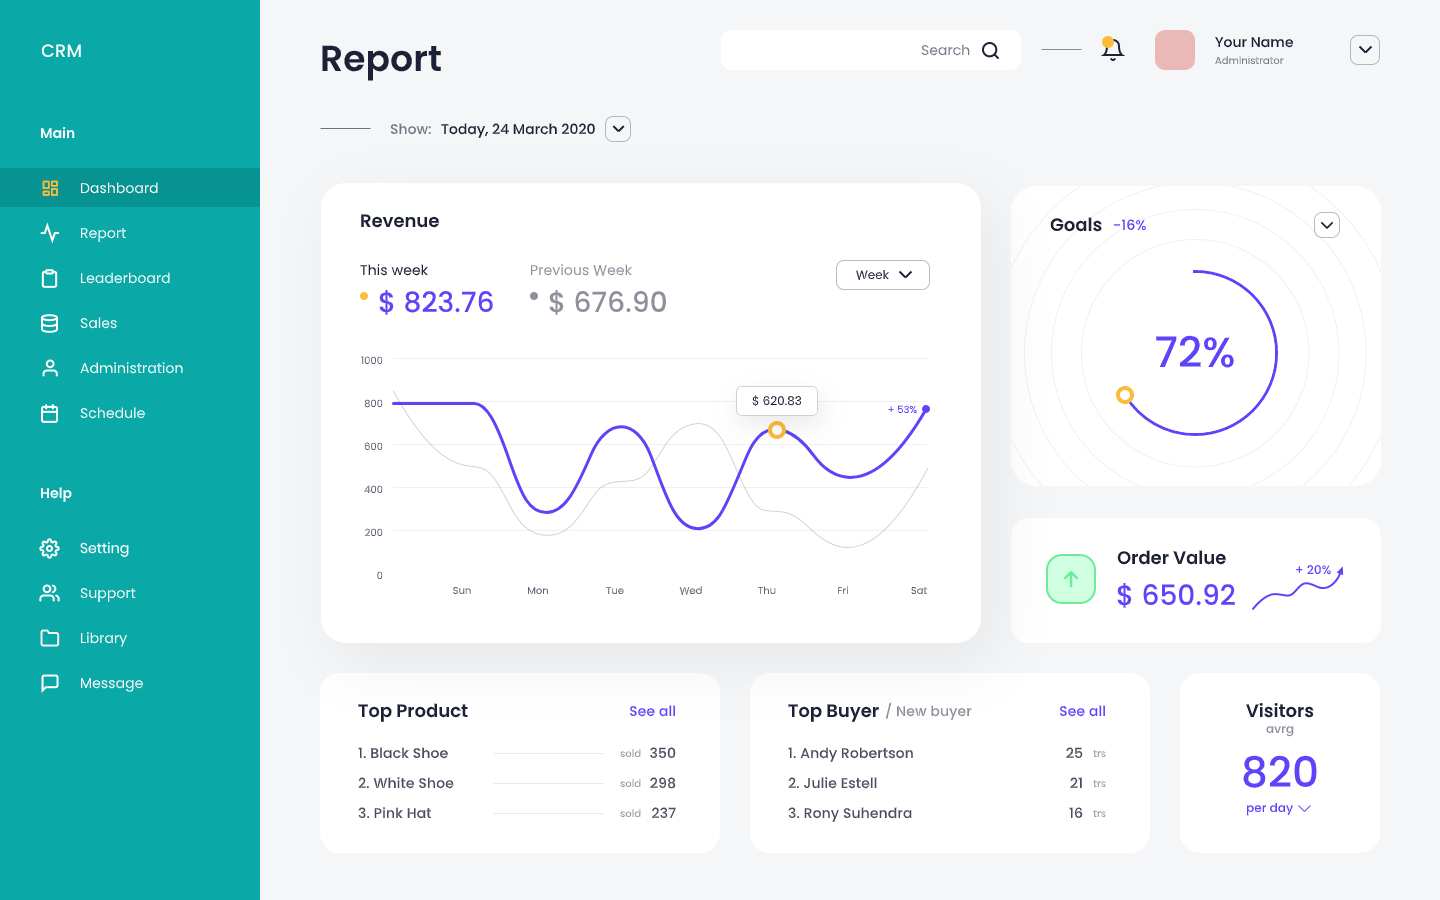 CRM
Main
Dashboard
Report
Leaderboard
Sales
Administration
Schedule
Help
Setting
Support
Library
Message
Report
Search
Your Name
Administrator
Show: Today, 24 March 2020
Revenue
This week
$ 823.76
Previous Week
$ 676.90
Week
1000
800
600
400
200
0
$ 620.83
+ 53%
Sun Mon Tue Wed Thu Fri Sat
Goals -16%
72%
Order Value
$ 650.92
+ 20%
Top Product See all
1. Black Shoe sold 350
2. White Shoe sold 298
3. Pink Hat sold 237
Top Buyer / New buyer See all
1. Andy Robertson 25 trs
2. Julie Estell 21 trs
3. Rony Suhendra 16 trs
Visitors
avrg
820
per day